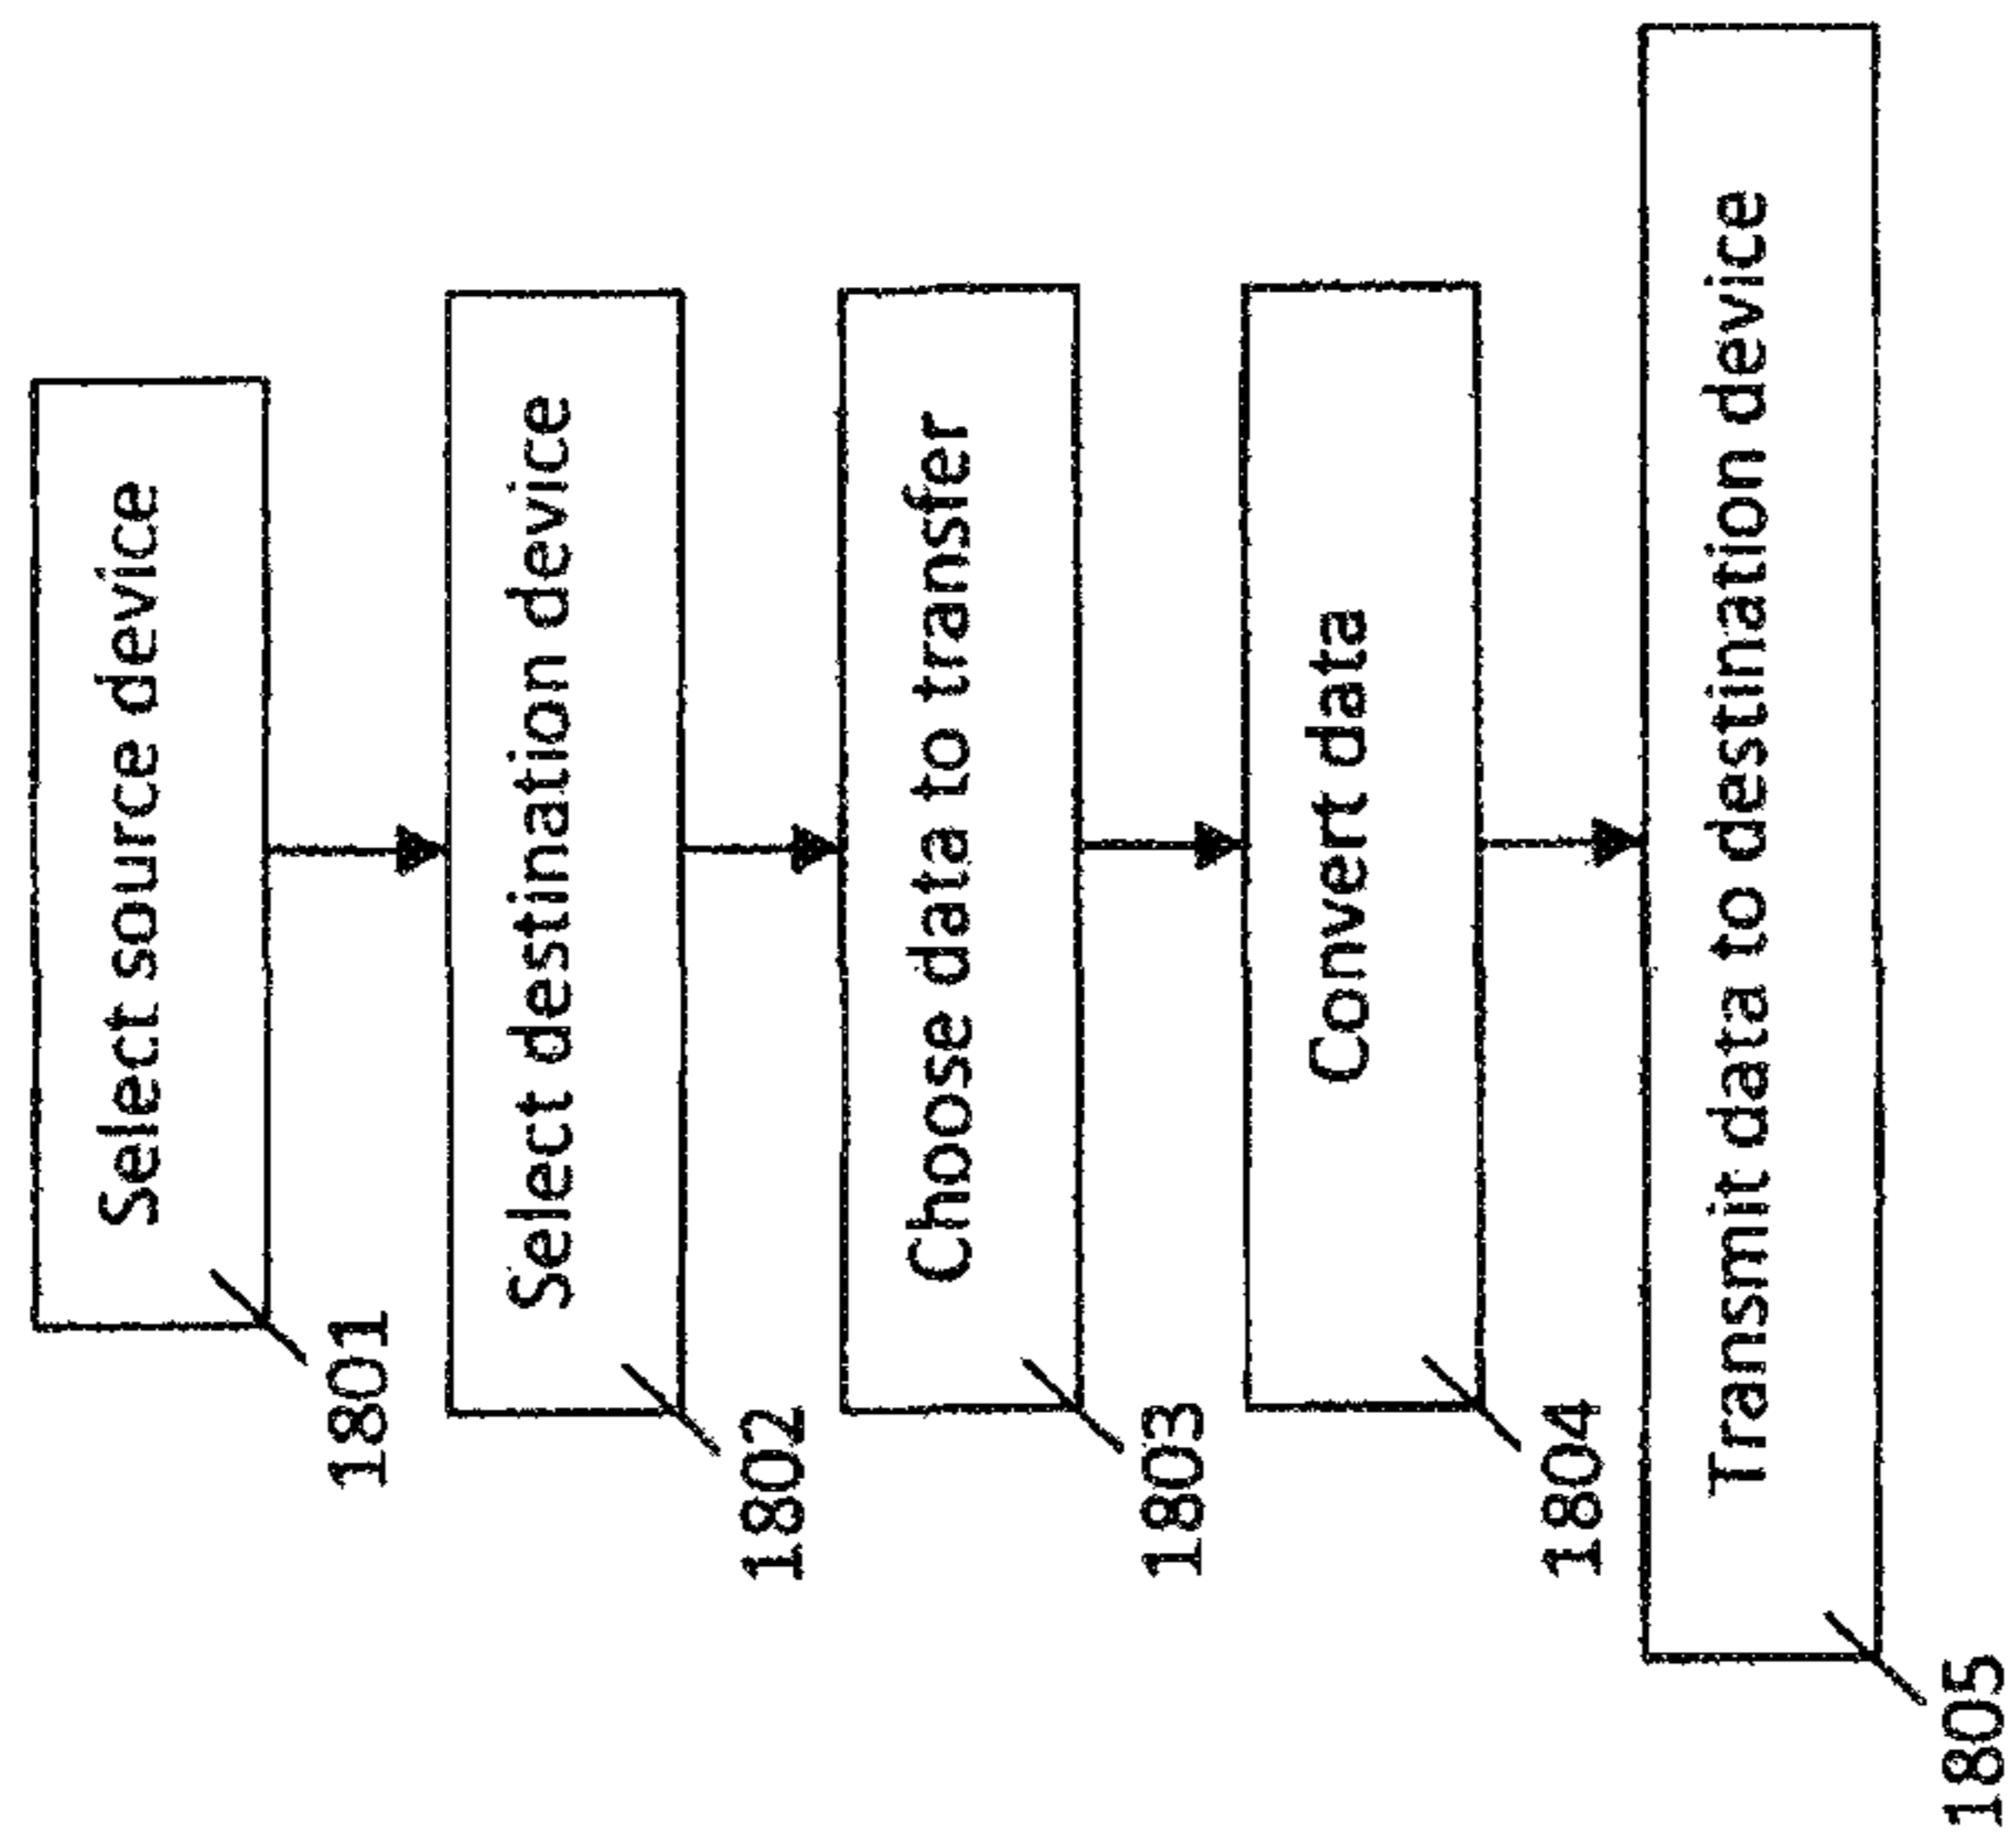 Select source device
1801
Select destination device
1802
Choose data to transfer
1803
Convert data
1804
Transmit data to destination device
1805